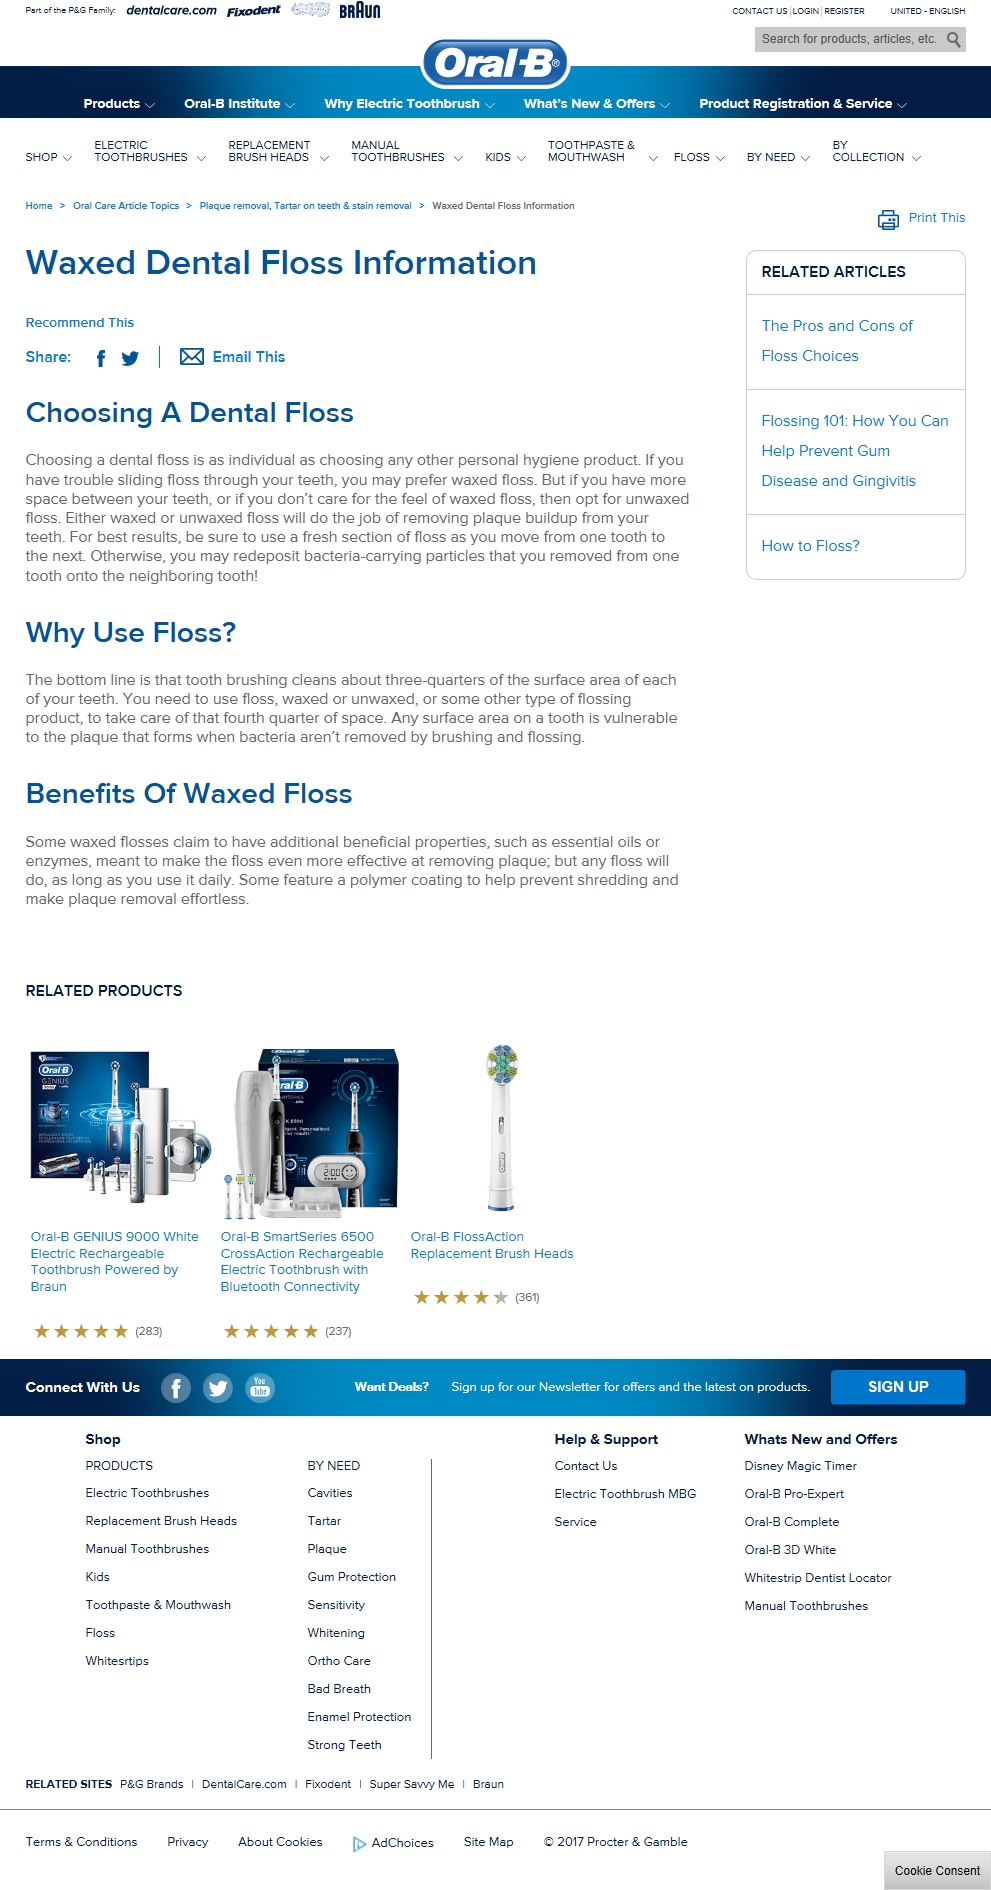 Part of the P&G Family: dentalcare.com Fixodent BRAUN
CONTACT US | LOGIN | REGISTER UNITED - ENGLISH
Search for products, articles, etc.
Oral-B®
Products Oral-B Institute Why Electric Toothbrush What's New & Offers Product Registration & Service
SHOP ELECTRIC TOOTHBRUSHES REPLACEMENT BRUSH HEADS MANUAL TOOTHBRUSHES KIDS TOOTHPASTE & MOUTHWASH FLOSS BY NEED BY COLLECTION
Home > Oral Care Article Topics > Plaque removal, Tartar on teeth & stain removal > Waxed Dental Floss Information
Print This
Waxed Dental Floss Information
Recommend This
Share: Email This
Choosing A Dental Floss
Choosing a dental floss is as individual as choosing any other personal hygiene product. If you
have trouble sliding floss through your teeth, you may prefer waxed floss. But if you have more
space between your teeth, or if you don't care for the feel of waxed floss, then opt for unwaxed
floss. Either waxed or unwaxed floss will do the job of removing plaque buildup from your
teeth. For best results, be sure to use a fresh section of floss as you move from one tooth to
the next. Otherwise, you may redeposit bacteria-carrying particles that you removed from one
tooth onto the neighboring tooth!
Why Use Floss?
The bottom line is that tooth brushing cleans about three-quarters of the surface area of each
of your teeth. You need to use floss, waxed or unwaxed, or some other type of flossing
product, to take care of that fourth quarter of space. Any surface area on a tooth is vulnerable
to the plaque that forms when bacteria aren't removed by brushing and flossing.
Benefits Of Waxed Floss
Some waxed flosses claim to have additional beneficial properties, such as essential oils or
enzymes, meant to make the floss even more effective at removing plaque; but any floss will
do, as long as you use it daily. Some feature a polymer coating to help prevent shredding and
make plaque removal effortless.
RELATED ARTICLES
The Pros and Cons of
Floss Choices
Flossing 101: How You Can
Help Prevent Gum
Disease and Gingivitis
How to Floss?
RELATED PRODUCTS
Oral-B
GENIUS
Oral-B GENIUS 9000 White
Electric Rechargeable
Toothbrush Powered by
Braun
★★★★★ (283)
Oral-B SmartSeries 6500
CrossAction Rechargeable
Electric Toothbrush with
Bluetooth Connectivity
★★★★★ (237)
Oral-B FlossAction
Replacement Brush Heads
★★★★★ (361)
Connect With Us You Tube Want Deals? Sign up for our Newsletter for offers and the latest on products. SIGN UP
Shop
PRODUCTS
Electric Toothbrushes
Replacement Brush Heads
Manual Toothbrushes
Kids
Toothpaste & Mouthwash
Floss
Whitesrtips
BY NEED
Cavities
Tartar
Plaque
Gum Protection
Sensitivity
Whitening
Ortho Care
Bad Breath
Enamel Protection
Strong Teeth
Help & Support
Contact Us
Electric Toothbrush MBG
Service
Whats New and Offers
Disney Magic Timer
Oral-B Pro-Expert
Oral-B Complete
Oral-B 3D White
Whitestrip Dentist Locator
Manual Toothbrushes
RELATED SITES P&G Brands | DentalCare.com | Fixodent | Super Savvy Me | Braun
Terms & Conditions Privacy About Cookies AdChoices Site Map © 2017 Procter & Gamble
Cookie Consent